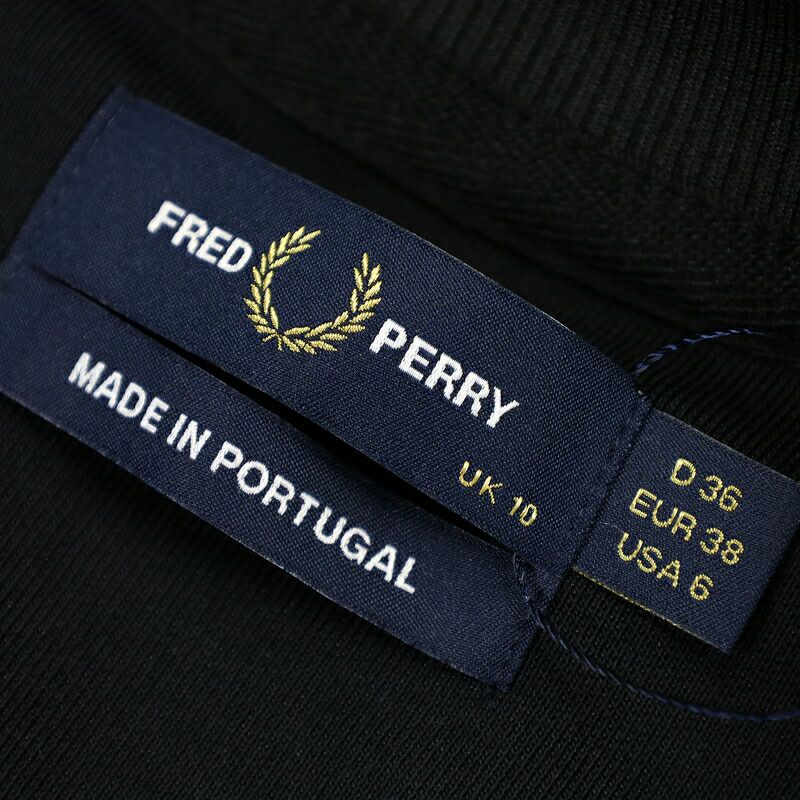 FRED PERRY
UK 10
MADE IN PORTUGAL
D 36
EUR 38
USA 6